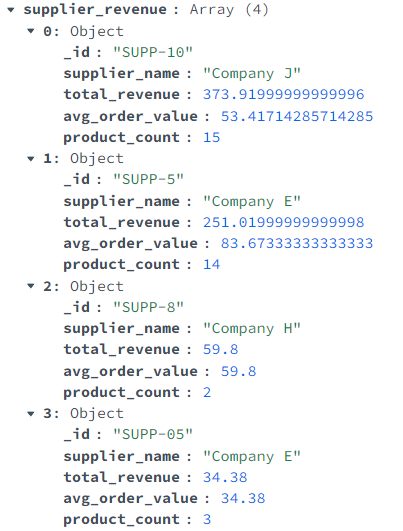 supplier_revenue : Array (4)
0: Object
_id : "SUPP-10"
supplier_name : "Company J"
total_revenue : 373.91999999999996
avg_order_value : 53.41714285714285
product_count : 15
1: Object
_id : "SUPP-5"
supplier_name : "Company E"
total_revenue : 251.01999999999998
avg_order_value : 83.67333333333333
product_count : 14
2: Object
_id : "SUPP-8"
supplier_name : "Company H"
total_revenue : 59.8
avg_order_value : 59.8
product_count : 2
3: Object
_id : "SUPP-05"
supplier_name : "Company E"
total_revenue : 34.38
avg_order_value : 34.38
product_count : 3